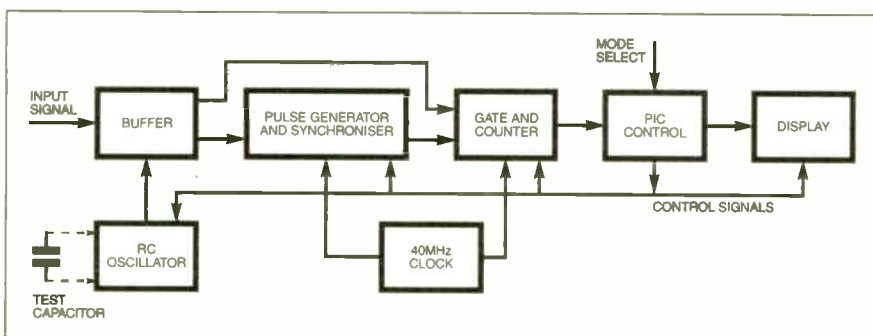 MODE
SELECT
INPUT
SIGNAL
BUFFER
PULSE GENERATOR
AND SYNCHRONISER
GATE AND
COUNTER
PIC
CONTROL
DISPLAY
CONTROL SIGNALS
RC
OSCILLATOR
40MHz
CLOCK
TEST
CAPACITOR